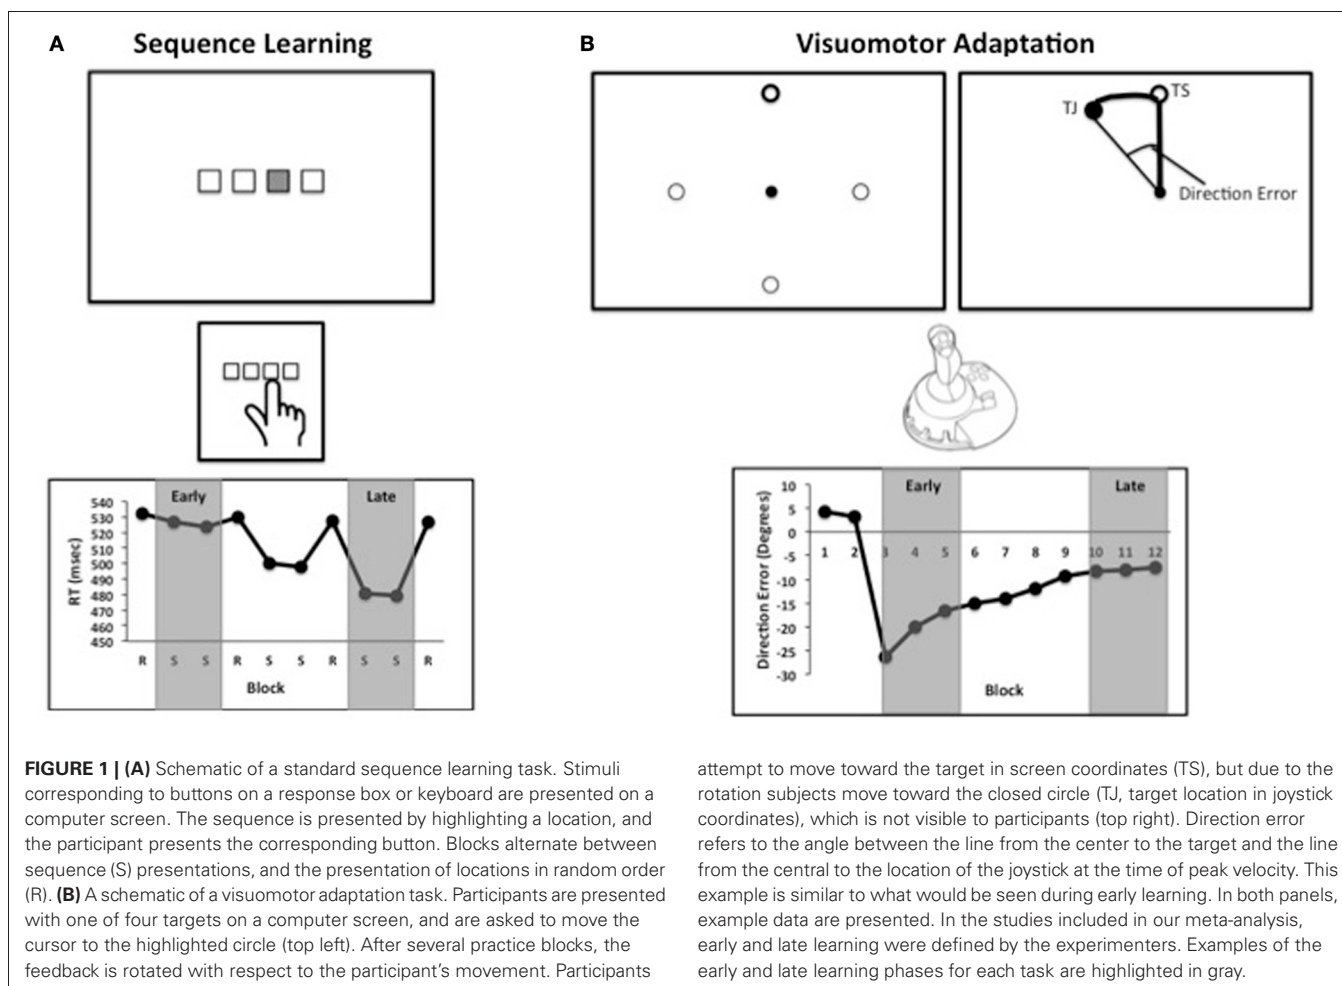 A
Sequence Learning
B
Visuomotor Adaptation
TJ
TS
Direction Error
Early
Late
540
530
520
510
500
490
480
470
460
450
RT (msec)
R S S R S S R S S R
Block
Early
Late
10
5
0
-5
-10
-15
-20
-25
-30
Direction Error (Degrees)
1 2 3 4 5 6 7 8 9 10 11 12
Block
FIGURE 1 | (A) Schematic of a standard sequence learning task. Stimuli
corresponding to buttons on a response box or keyboard are presented on a
computer screen. The sequence is presented by highlighting a location, and
the participant presents the corresponding button. Blocks alternate between
sequence (S) presentations, and the presentation of locations in random order
(R). (B) A schematic of a visuomotor adaptation task. Participants are presented
with one of four targets on a computer screen, and are asked to move the
cursor to the highlighted circle (top left). After several practice blocks, the
feedback is rotated with respect to the participant's movement. Participants
attempt to move toward the target in screen coordinates (TS), but due to the
rotation subjects move toward the closed circle (TJ, target location in joystick
coordinates), which is not visible to participants (top right). Direction error
refers to the angle between the line from the center to the target and the line
from the central to the location of the joystick at the time of peak velocity. This
example is similar to what would be seen during early learning. In both panels,
example data are presented. In the studies included in our meta-analysis,
early and late learning were defined by the experimenters. Examples of the
early and late learning phases for each task are highlighted in gray.